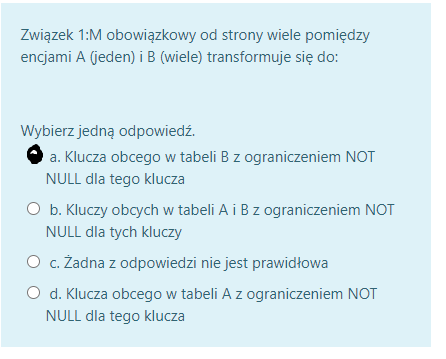 Związek 1:M obowiązkowy od strony wiele pomiędzy
encjami A (jeden) i B (wiele) transformuje się do:
Wybierz jedną odpowiedź.
a. Klucza obcego w tabeli B z ograniczeniem NOT
NULL dla tego klucza
b. Kluczy obcych w tabeli A i B z ograniczeniem NOT
NULL dla tych kluczy
c. Żadna z odpowiedzi nie jest prawidłowa
d. Klucza obcego w tabeli A z ograniczeniem NOT
NULL dla tego klucza